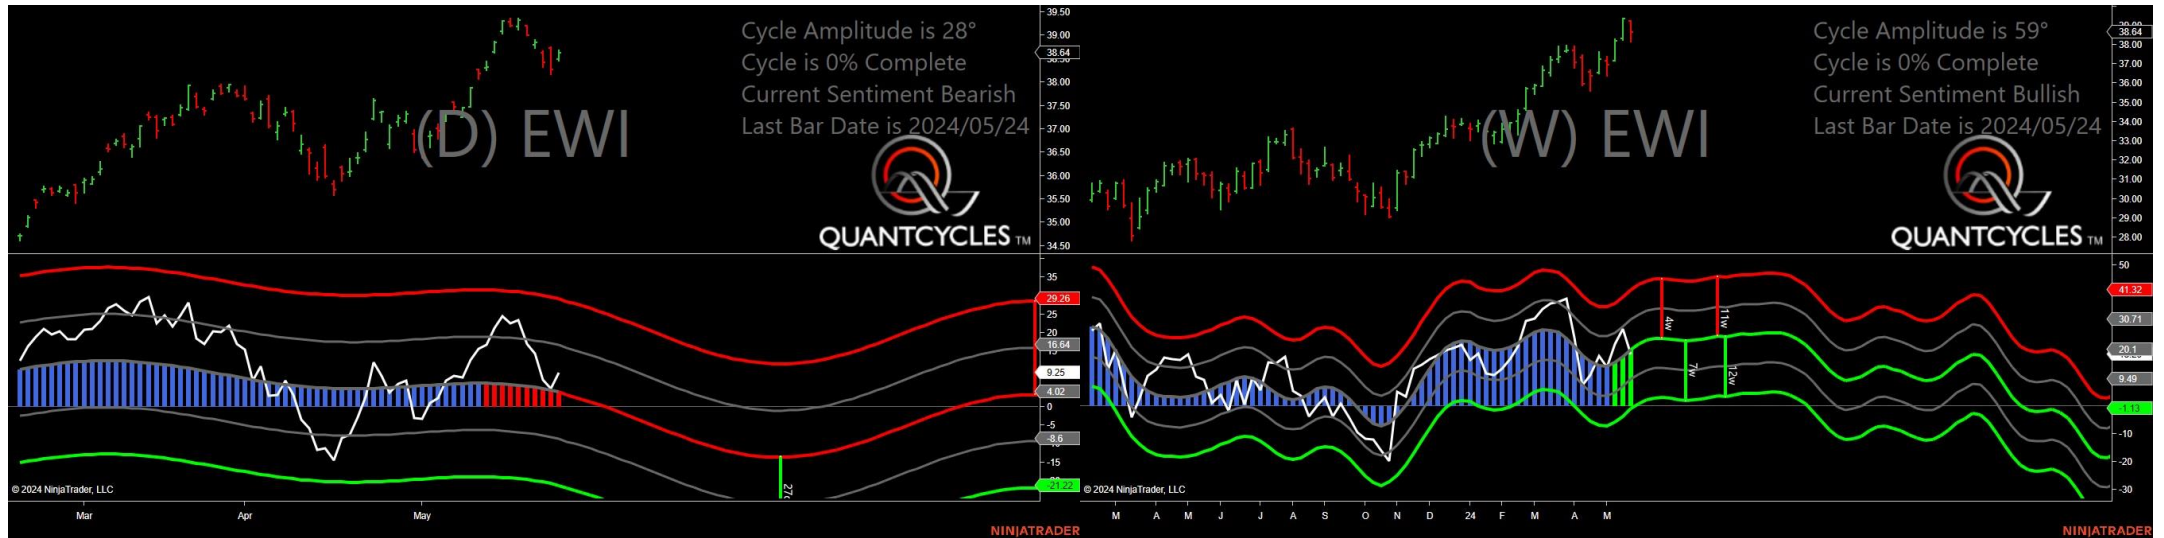 Cycle Amplitude is 28°
Cycle is 0% Complete
Current Sentiment Bearish
Last Bar Date is 2024/05/24
(D) EWI
QUANTCYCLES TM
39.50
39.00
38.64
38.00
37.50
37.00
36.50
36.00
35.50
35.00
34.50
35
29.26
25
20
16.64
9.25
4.02
0
-5
-8.6
-15
-21.22
27
© 2024 NinjaTrader, LLC
Mar
Apr
May
NINJATRADER
Cycle Amplitude is 59°
Cycle is 0% Complete
Current Sentiment Bullish
Last Bar Date is 2024/05/24
(W) EWI
QUANTCYCLES TM
38.64
38.00
37.00
36.00
35.00
34.00
33.00
32.00
31.00
30.00
29.00
28.00
50
41.32
30.71
20.1
9.49
-1.13
-10
-20
-30
4w
11w
7w
12w
© 2024 NinjaTrader, LLC
M A M J J A S O N D 24 F M A M
NINJATRADER